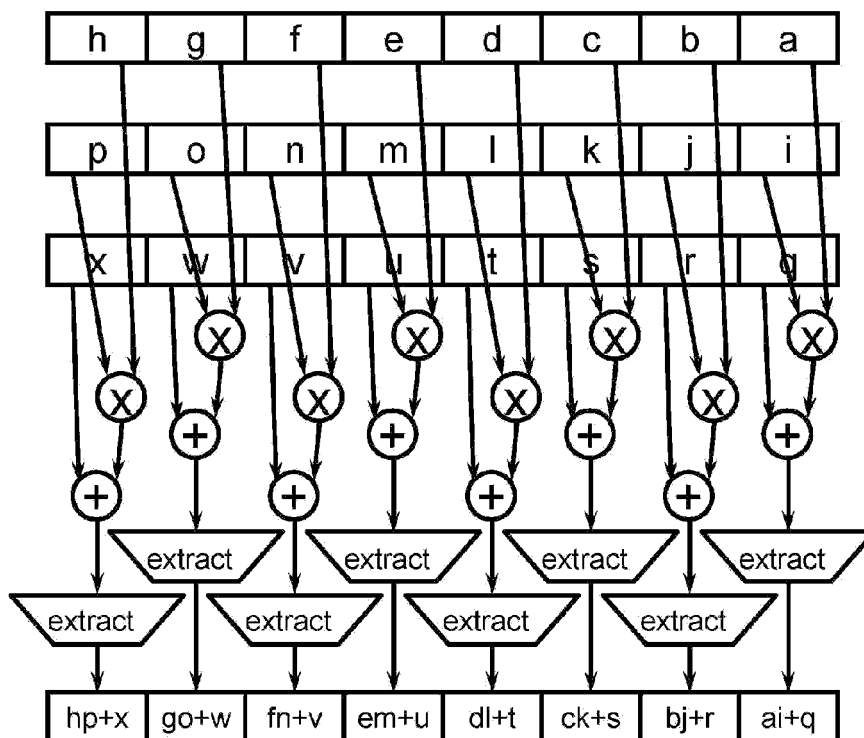 h g f e d c b a
p o n m l k j i
x w v u t s r q
X X X X
X X X X
+ + + +
+ + + +
extract extract extract extract
extract extract extract extract
hp+x go+w fn+v em+u dl+t ck+s bj+r ai+q